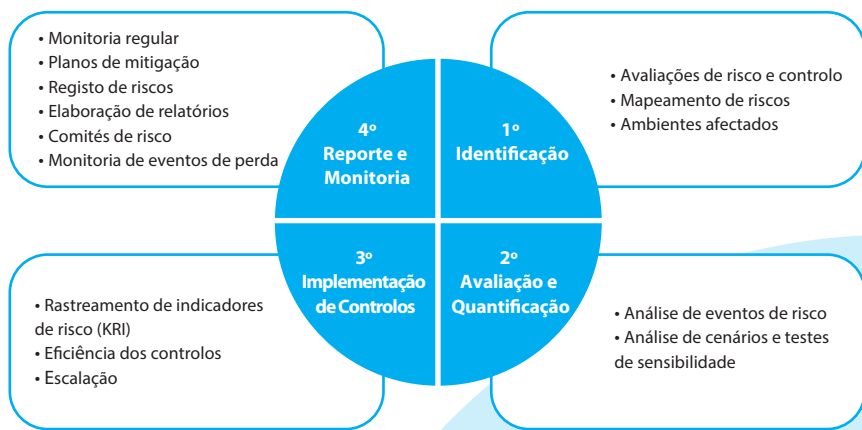 • Monitoria regular
• Planos de mitigação
• Registo de riscos
• Elaboração de relatórios
• Comités de risco
• Monitoria de eventos de perda
4º
Reporte e
Monitoria
1º
Identificação
• Avaliações de risco e controlo
• Mapeamento de riscos
• Ambientes afectados
• Rastreamento de indicadores
de risco (KRI)
• Eficiência dos controlos
• Escalação
3º
Implementação
de Controlos
2º
Avaliação e
Quantificação
• Análise de eventos de risco
• Análise de cenários e testes
de sensibilidade